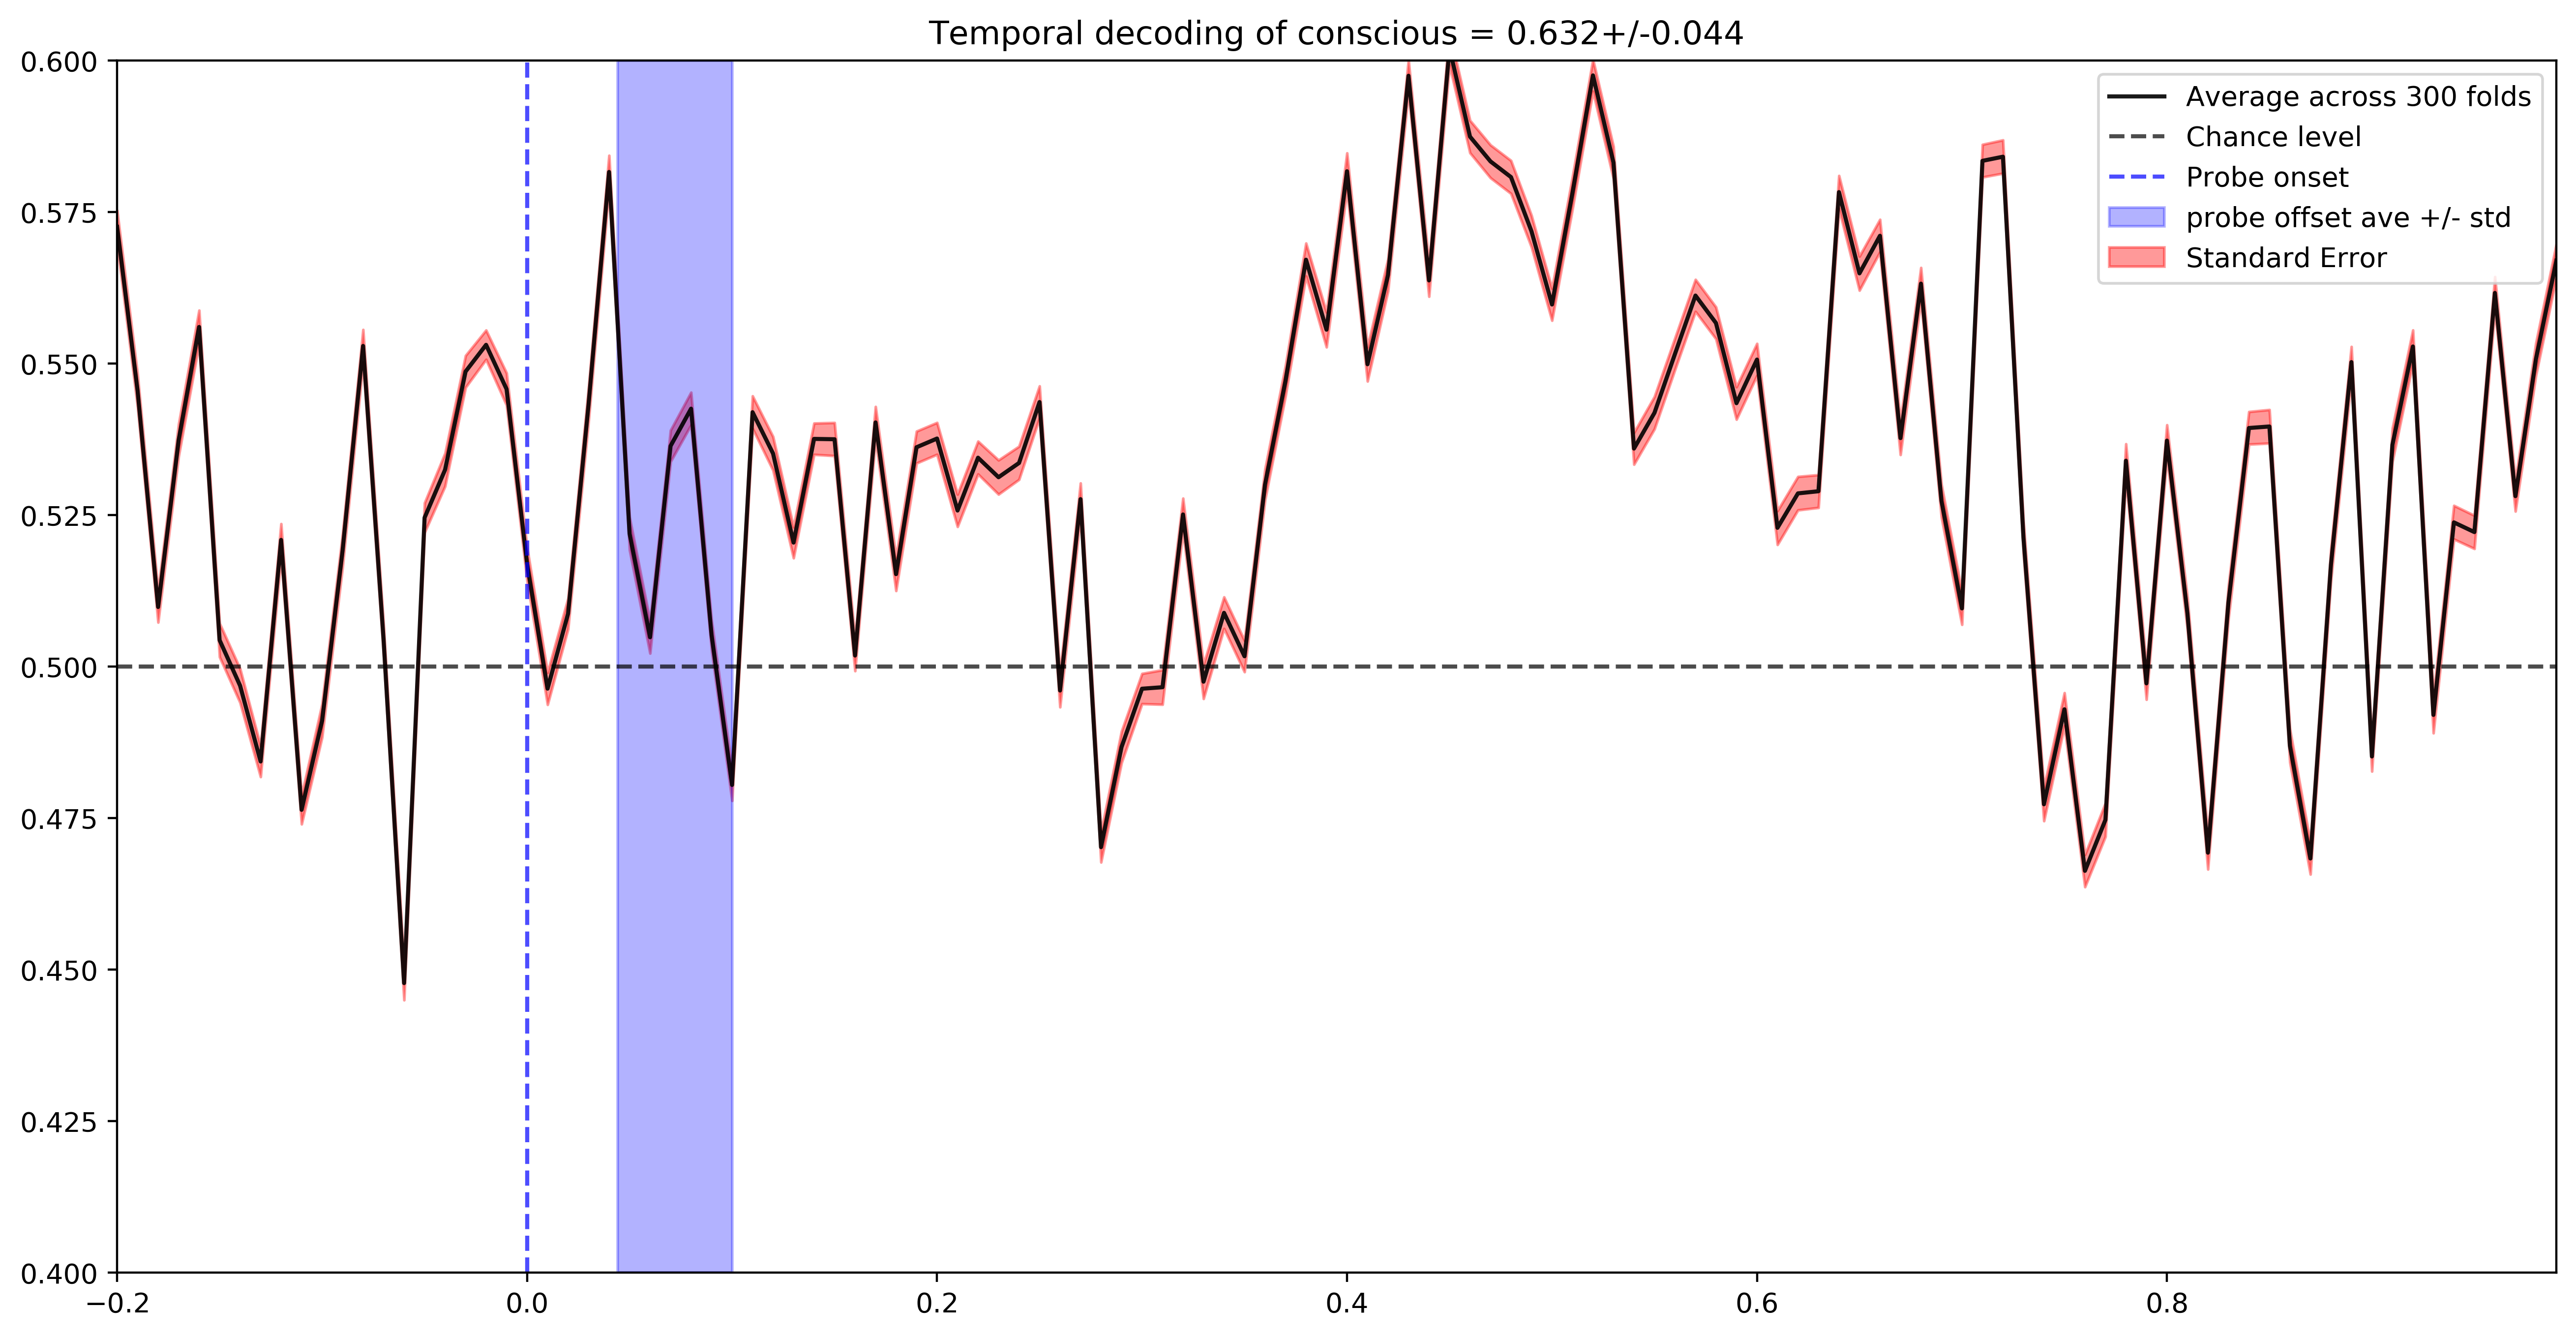 Temporal decoding of conscious = 0.632+/-0.044
0.600
0.575
0.550
0.525
0.500
0.475
0.450
0.425
0.400
Average across 300 folds
Chance level
Probe onset
probe offset ave +/- std
Standard Error
−0.2
0.0
0.2
0.4
0.6
0.8